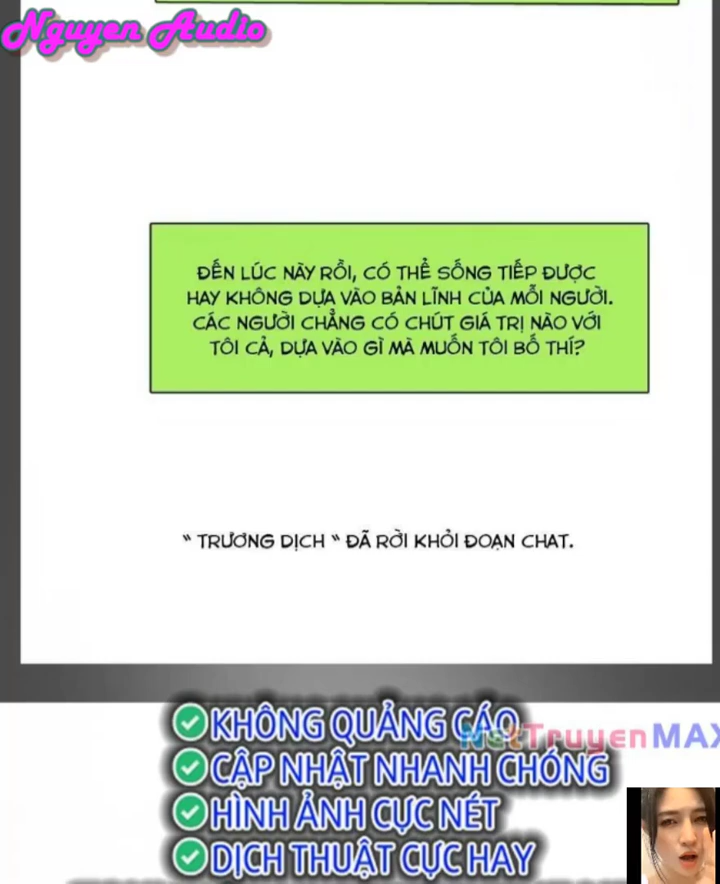 Nguyen Audio
ĐẾN LÚC NÀY RỒI, CÓ THỂ SỐNG TIẾP ĐƯỢC
HAY KHÔNG DỰA VÀO BẢN LĨNH CỦA MỖI NGƯỜI.
CÁC NGƯỜI CHẲNG CÓ CHÚT GIÁ TRỊ NÀO VỚI
TÔI CẢ, DỰA VÀO GÌ MÀ MUỐN TÔI BỐ THÍ?
“ TRƯƠNG DỊCH “ ĐÃ RỜI KHỎI ĐOẠN CHAT.
KHÔNG QUẢNG CÁO
NetTruyenMAX
CẬP NHẬT NHANH CHÓNG
HÌNH ẢNH CỰC NÉT
DỊCH THUẬT CỰC HAY